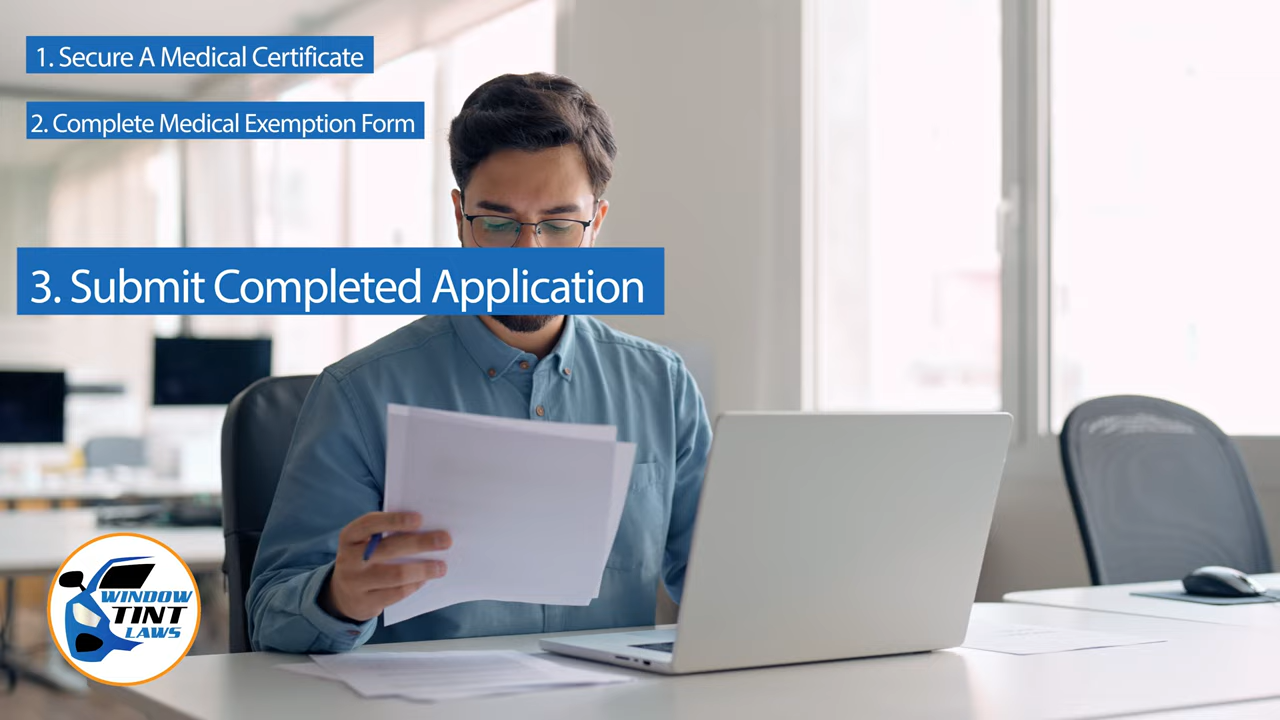 1. Secure A Medical Certificate
2. Complete Medical Exemption Form
3. Submit Completed Application
WINDOW
TINT
LAWS